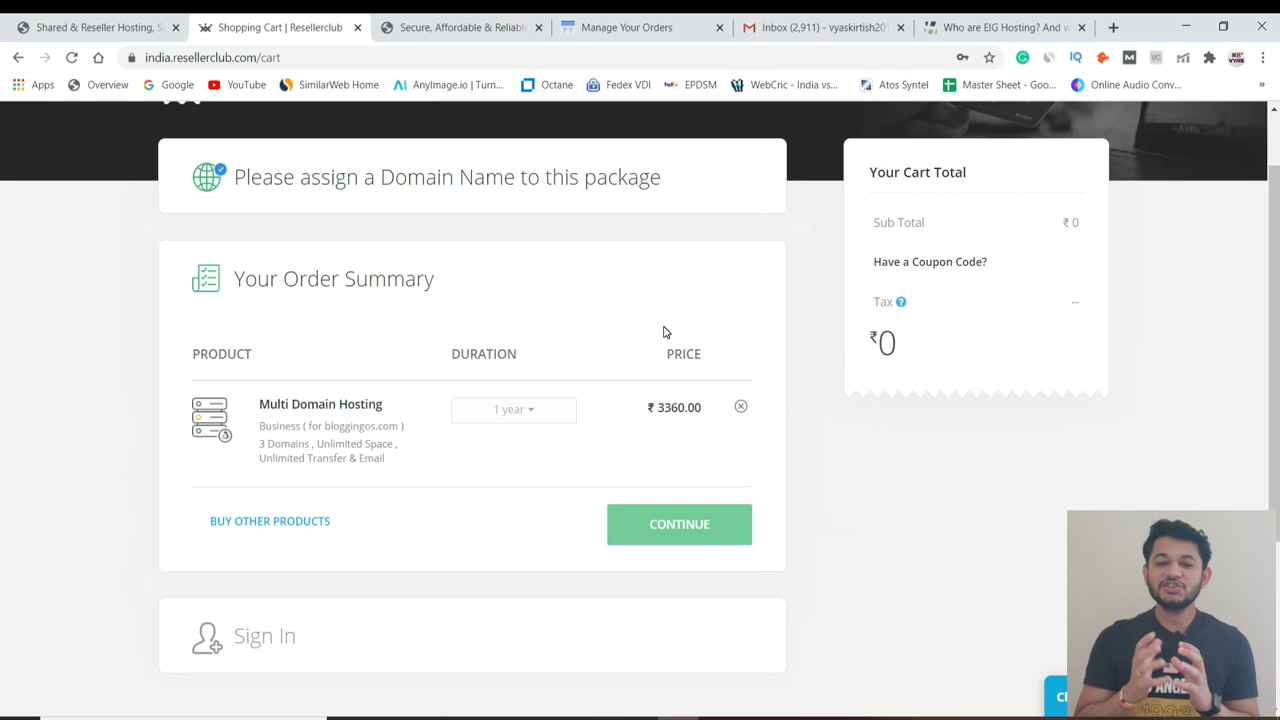 Shared & Reseller Hosting, S
Shopping Cart | Resellerclub
Secure, Affordable & Reliable
Manage Your Orders
Inbox (2,911) - vyaskirtish201
Who are EIG Hosting? And w
india.resellerclub.com/cart
Apps
Overview
Google
YouTube
SimilarWeb Home
AnyImage.io | Turn...
Octane
Fedex VDI
EPDSM
WebCric - India vs...
Atos Syntel
Master Sheet - Goo...
Online Audio Conv...
»
Please assign a Domain Name to this package
Your Order Summary
PRODUCT DURATION PRICE
Multi Domain Hosting 1 year ₹ 3360.00
Business ( for bloggingos.com )
3 Domains , Unlimited Space ,
Unlimited Transfer & Email
BUY OTHER PRODUCTS
CONTINUE
Sign In
Your Cart Total
Sub Total ₹ 0
Have a Coupon Code?
Tax ? --
₹0